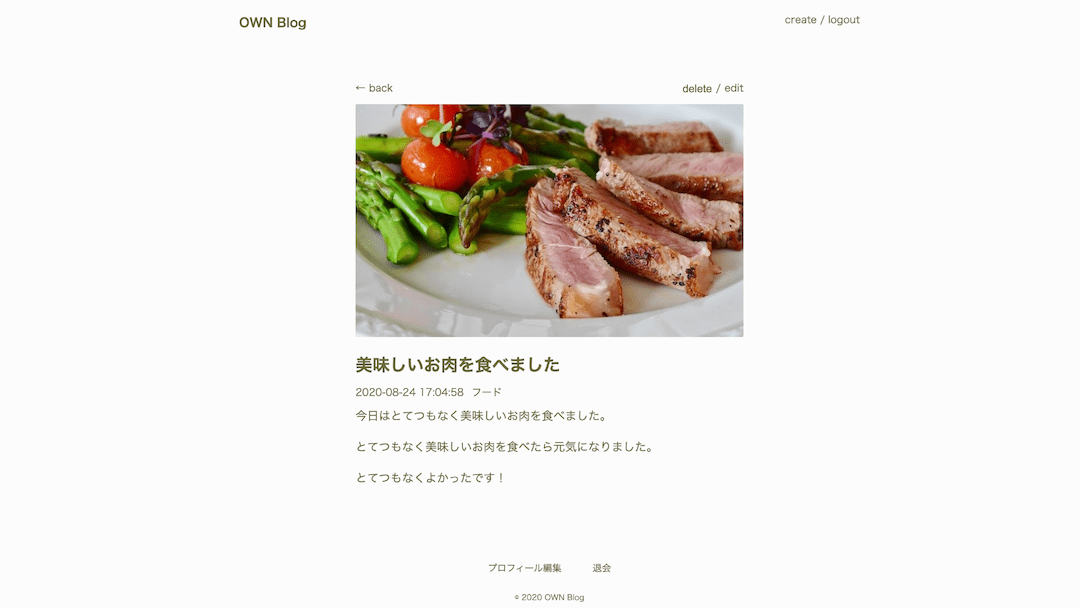 OWN Blog
create / logout
← back
delete / edit
美味しいお肉を食べました
2020-08-24 17:04:58 フード
今日はとてつもなく美味しいお肉を食べました。
とてつもなく美味しいお肉を食べたら元気になりました。
とてつもなくよかったです！
プロフィール編集 退会
© 2020 OWN Blog